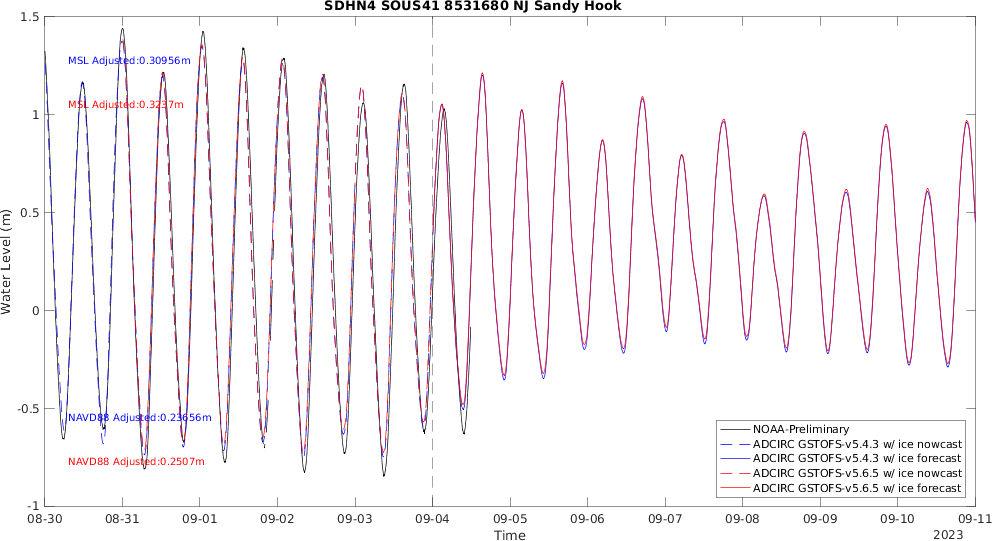 SDHN4 SOUS41 8531680 NJ Sandy Hook
1.5
MSL Adjusted:0.30956m
MSL Adjusted:0.3237m
1
0.5
Water Level (m)
0
-0.5
NAVD88 Adjusted:0.23656m
NAVD88 Adjusted:0.2507m
NOAA-Preliminary
ADCIRC GSTOFS-v5.4.3 w/ ice nowcast
ADCIRC GSTOFS-v5.4.3 w/ ice forecast
ADCIRC GSTOFS-v5.6.5 w/ ice nowcast
ADCIRC GSTOFS-v5.6.5 w/ ice forecast
-1
08-30 08-31 09-01 09-02 09-03 09-04 09-05 09-06 09-07 09-08 09-09 09-10 09-11
Time
2023